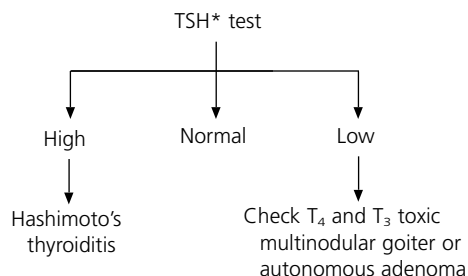 TSH* test
High
Normal
Low
Hashimoto's
thyroiditis
Check T₄ and T₃ toxic
multinodular goiter or
autonomous adenoma